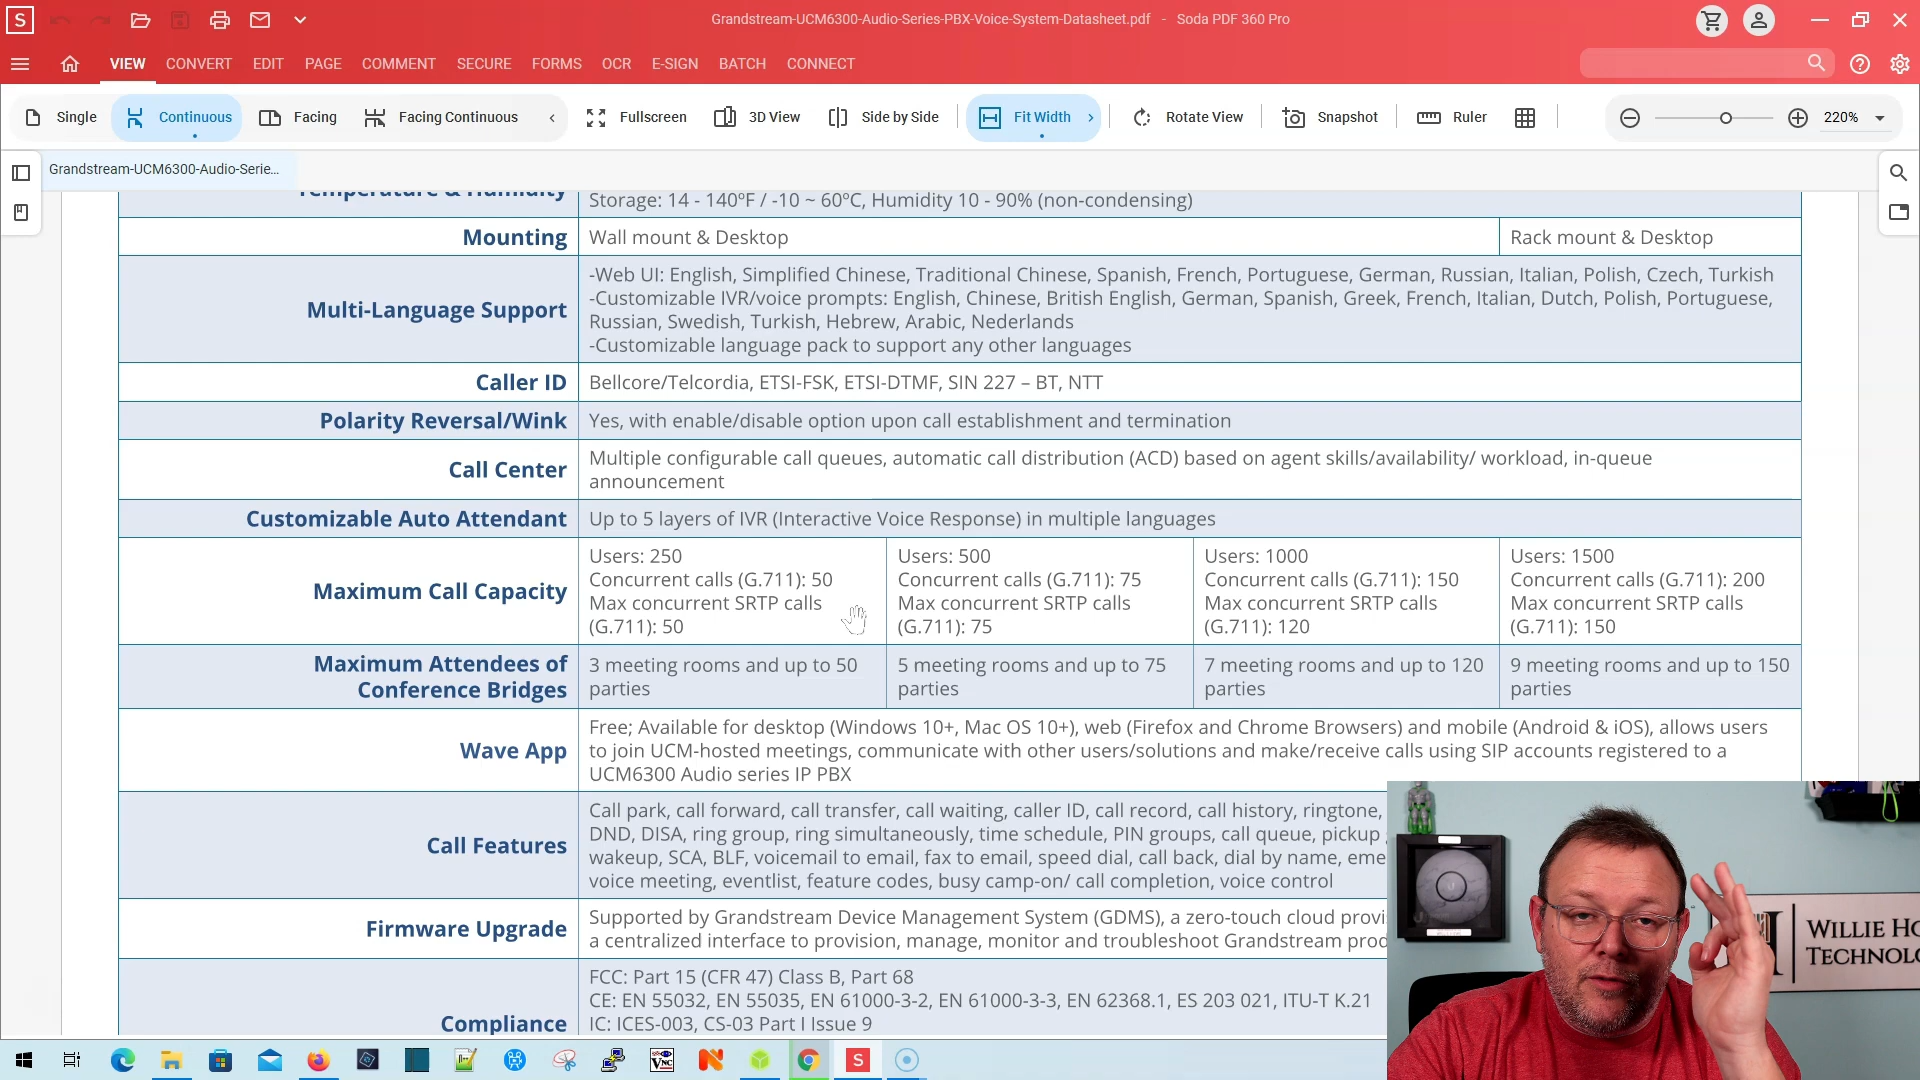 S
Grandstream-UCM6300-Audio-Series-PBX-Voice-System-Datasheet.pdf - Soda PDF 360 Pro
VIEW CONVERT EDIT PAGE COMMENT SECURE FORMS OCR E-SIGN BATCH CONNECT
Single Continuous Facing Facing Continuous Fullscreen 3D View Side by Side Fit Width Rotate View Snapshot Ruler 220%
Grandstream-UCM6300-Audio-Serie...
Temperature & Humidity
Storage: 14 - 140ºF / -10 ~ 60ºC, Humidity 10 - 90% (non-condensing)
Mounting
Wall mount & Desktop
Rack mount & Desktop
Multi-Language Support
-Web UI: English, Simplified Chinese, Traditional Chinese, Spanish, French, Portuguese, German, Russian, Italian, Polish, Czech, Turkish
-Customizable IVR/voice prompts: English, Chinese, British English, German, Spanish, Greek, French, Italian, Dutch, Polish, Portuguese,
Russian, Swedish, Turkish, Hebrew, Arabic, Nederlands
-Customizable language pack to support any other languages
Caller ID
Bellcore/Telcordia, ETSI-FSK, ETSI-DTMF, SIN 227 – BT, NTT
Polarity Reversal/Wink
Yes, with enable/disable option upon call establishment and termination
Call Center
Multiple configurable call queues, automatic call distribution (ACD) based on agent skills/availability/ workload, in-queue
announcement
Customizable Auto Attendant
Up to 5 layers of IVR (Interactive Voice Response) in multiple languages
Maximum Call Capacity
Users: 250
Concurrent calls (G.711): 50
Max concurrent SRTP calls
(G.711): 50
Users: 500
Concurrent calls (G.711): 75
Max concurrent SRTP calls
(G.711): 75
Users: 1000
Concurrent calls (G.711): 150
Max concurrent SRTP calls
(G.711): 120
Users: 1500
Concurrent calls (G.711): 200
Max concurrent SRTP calls
(G.711): 150
Maximum Attendees of
Conference Bridges
3 meeting rooms and up to 50
parties
5 meeting rooms and up to 75
parties
7 meeting rooms and up to 120
parties
9 meeting rooms and up to 150
parties
Wave App
Free; Available for desktop (Windows 10+, Mac OS 10+), web (Firefox and Chrome Browsers) and mobile (Android & iOS), allows users
to join UCM-hosted meetings, communicate with other users/solutions and make/receive calls using SIP accounts registered to a
UCM6300 Audio series IP PBX
Call Features
Call park, call forward, call transfer, call waiting, caller ID, call record, call history, ringtone,
DND, DISA, ring group, ring simultaneously, time schedule, PIN groups, call queue, pickup
wakeup, SCA, BLF, voicemail to email, fax to email, speed dial, call back, dial by name, eme
voice meeting, eventlist, feature codes, busy camp-on/ call completion, voice control
Firmware Upgrade
Supported by Grandstream Device Management System (GDMS), a zero-touch cloud provi
a centralized interface to provision, manage, monitor and troubleshoot Grandstream prod
Compliance
FCC: Part 15 (CFR 47) Class B, Part 68
CE: EN 55032, EN 55035, EN 61000-3-2, EN 61000-3-3, EN 62368.1, ES 203 021, ITU-T K.21
IC: ICES-003, CS-03 Part I Issue 9
WILLIE HO
TECHNOLO
VNC
S